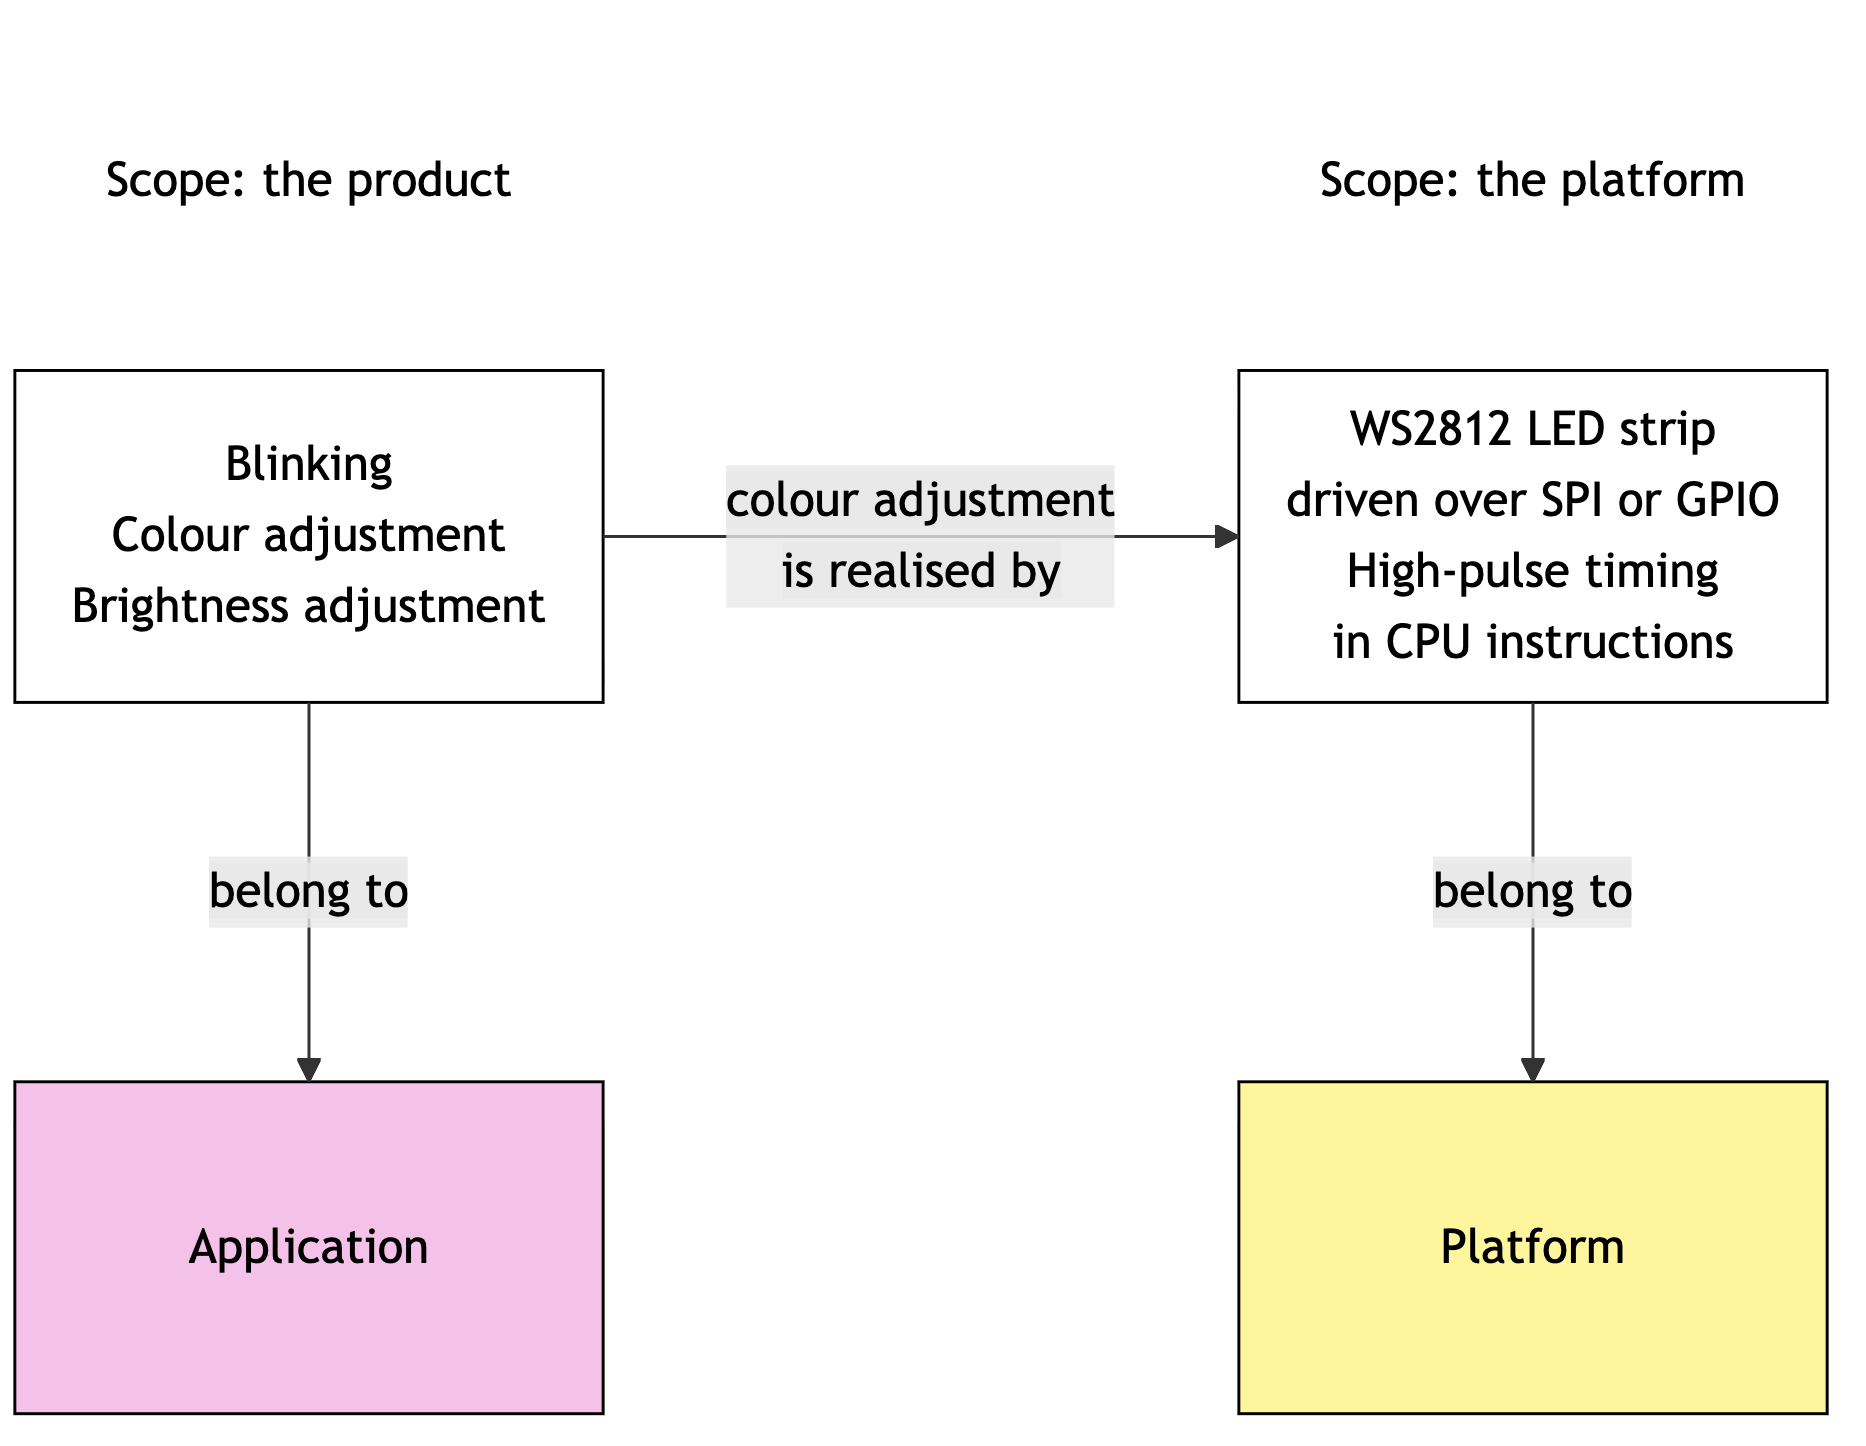 Scope: the product
Scope: the platform
Blinking
Colour adjustment
Brightness adjustment
colour adjustment
is realised by
WS2812 LED strip
driven over SPI or GPIO
High-pulse timing
in CPU instructions
belong to
belong to
Application
Platform